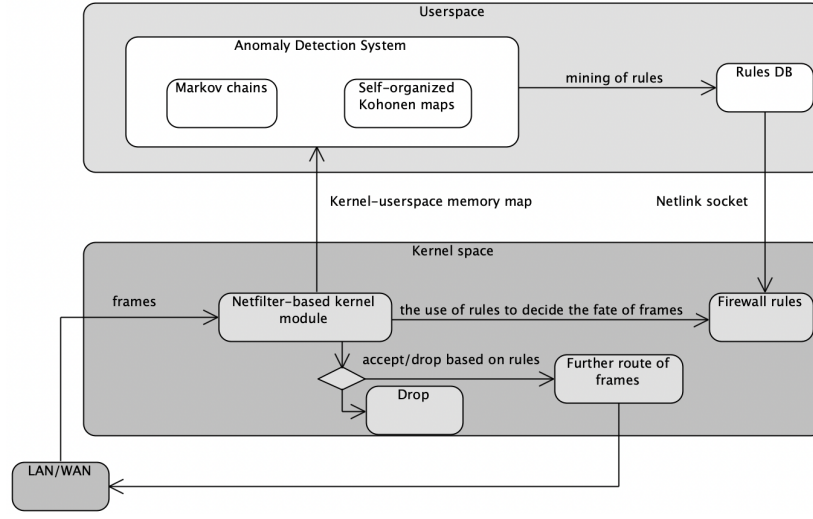 Userspace
Anomaly Detection System
Markov chains
Self-organized
Kohonen maps
mining of rules
Rules DB
Kernel-userspace memory map
Netlink socket
Kernel space
frames
Netfilter-based kernel
module
the use of rules to decide the fate of frames
Firewall rules
accept/drop based on rules
Further route of
frames
Drop
LAN/WAN